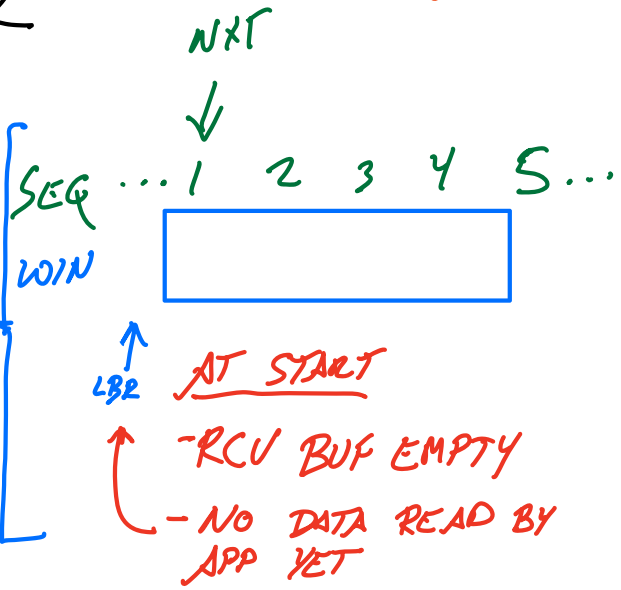 NXT
SEQ ... 1 2 3 4 5 ...
WIN
LBR
AT START
- RCV BUF EMPTY
- NO DATA READ BY
APP YET